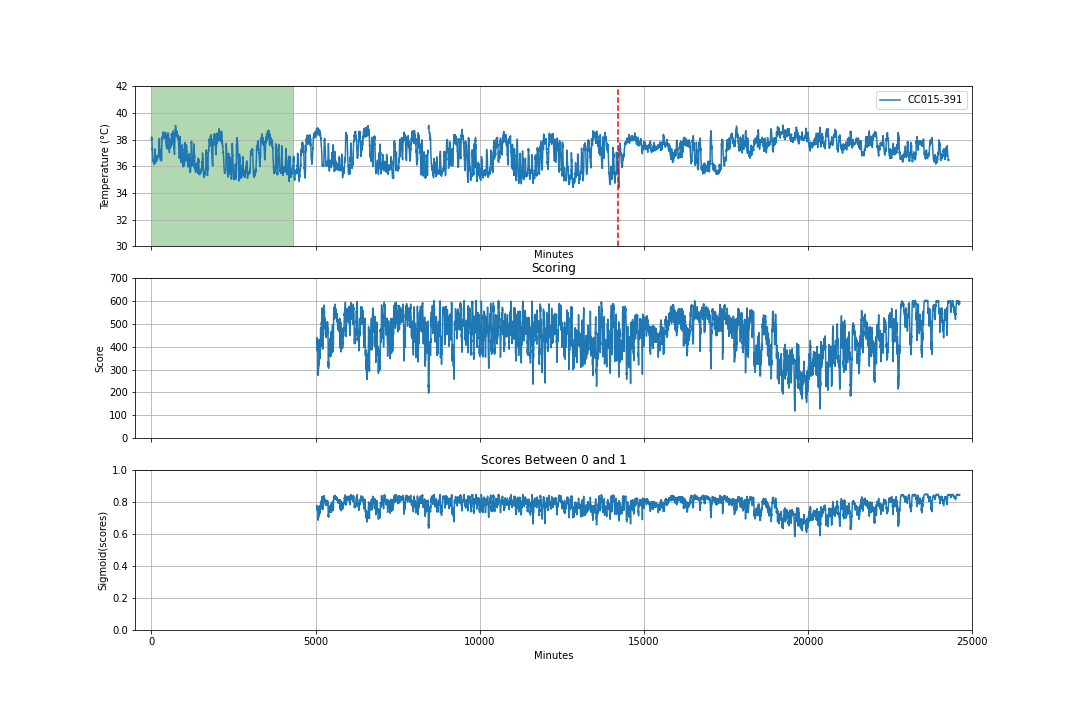 42
40
38
36
34
32
30
Temperature (°C)
CC015-391
Minutes
Scoring
700
600
500
400
300
200
100
0
Score
Scores Between 0 and 1
1.0
0.8
0.6
0.4
0.2
0.0
Sigmoid(scores)
0 5000 10000 15000 20000 25000
Minutes